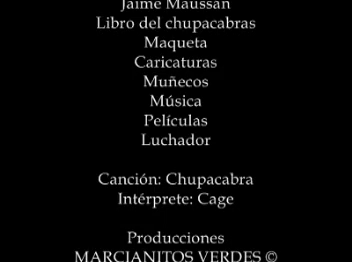 Jaime Maussan
Libro del chupacabras
Maqueta
Caricaturas
Muñecos
Música
Películas
Luchador
Canción: Chupacabra
Intérprete: Cage
Producciones
MARCIANITOS VERDES ©